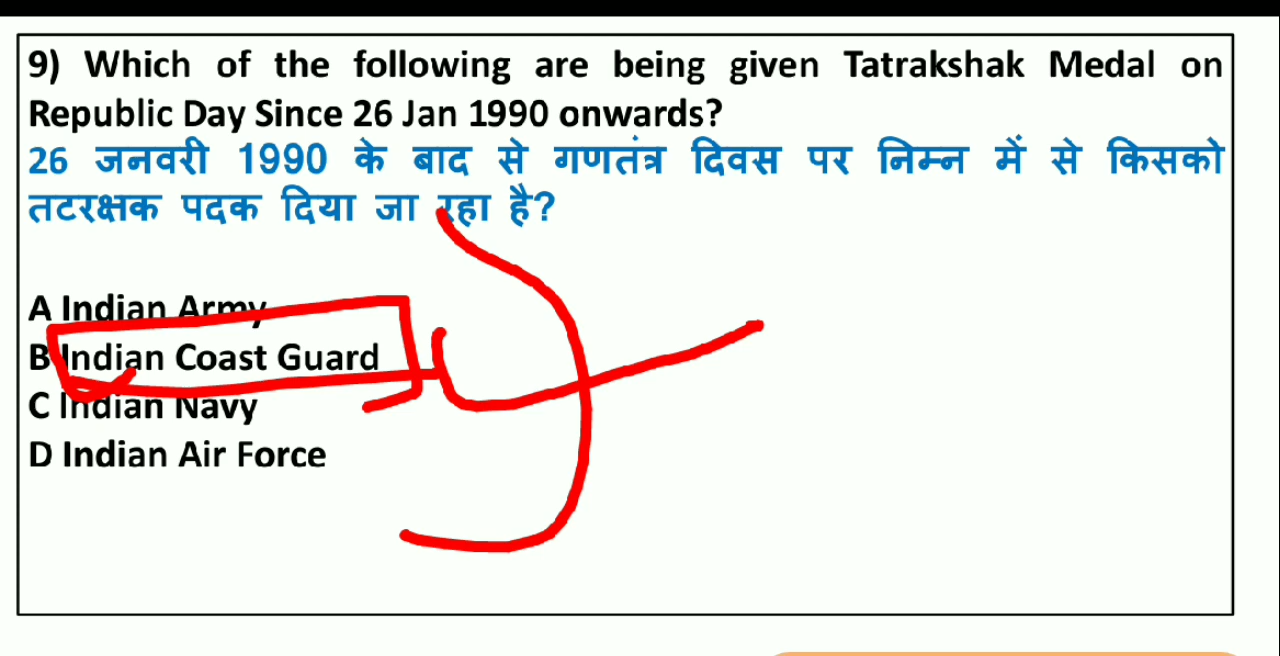 9) Which of the following are being given Tatrakshak Medal on
Republic Day Since 26 Jan 1990 onwards?
26 जनवरी 1990 के बाद से गणतंत्र दिवस पर निम्न में से किसको
तटरक्षक पदक दिया जा रहा है?
A Indian Army
B Indian Coast Guard
C Indian Navy
D Indian Air Force